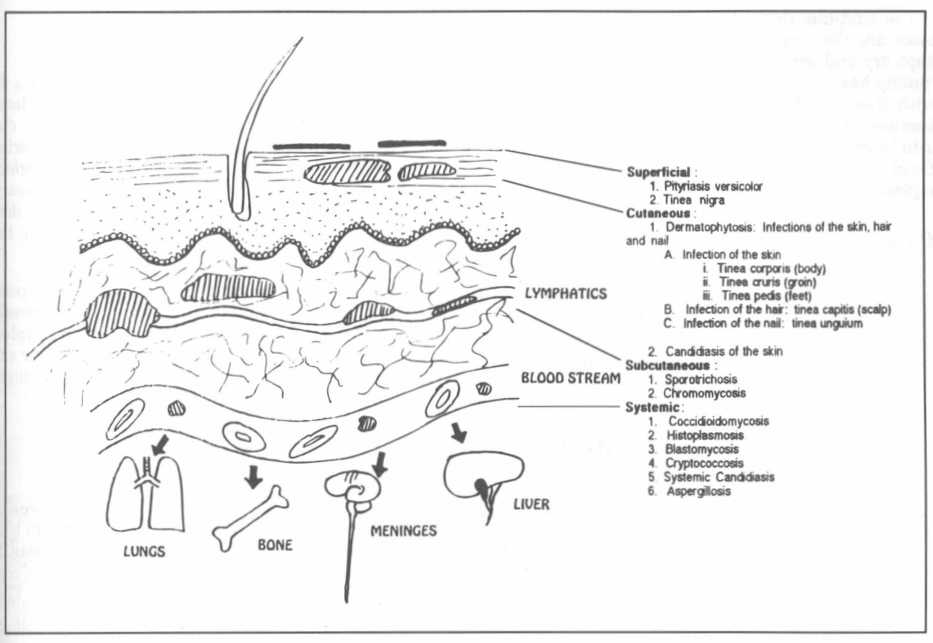 Superficial :
1. Pityriasis versicolor
2. Tinea nigra
Cutaneous :
1. Dermatophytosis: Infections of the skin, hair
and nail
A. Infection of the skin
i. Tinea corporis (body)
ii. Tinea cruris (groin)
iii. Tinea pedis (feet)
B. Infection of the hair: tinea capitis (scalp)
C. Infection of the nail: tinea unguium
2. Candidiasis of the skin
Subcutaneous :
1. Sporotrichosis
2. Chromomycosis
Systemic :
1. Coccidioidomycosis
2. Histoplasmosis
3. Blastomycosis
4. Cryptococcosis
5 Systemic Candidiasis
6. Aspergillosis
LYMPHATICS
BLOOD STREAM
LUNGS
BONE
MENINGES
LIVER